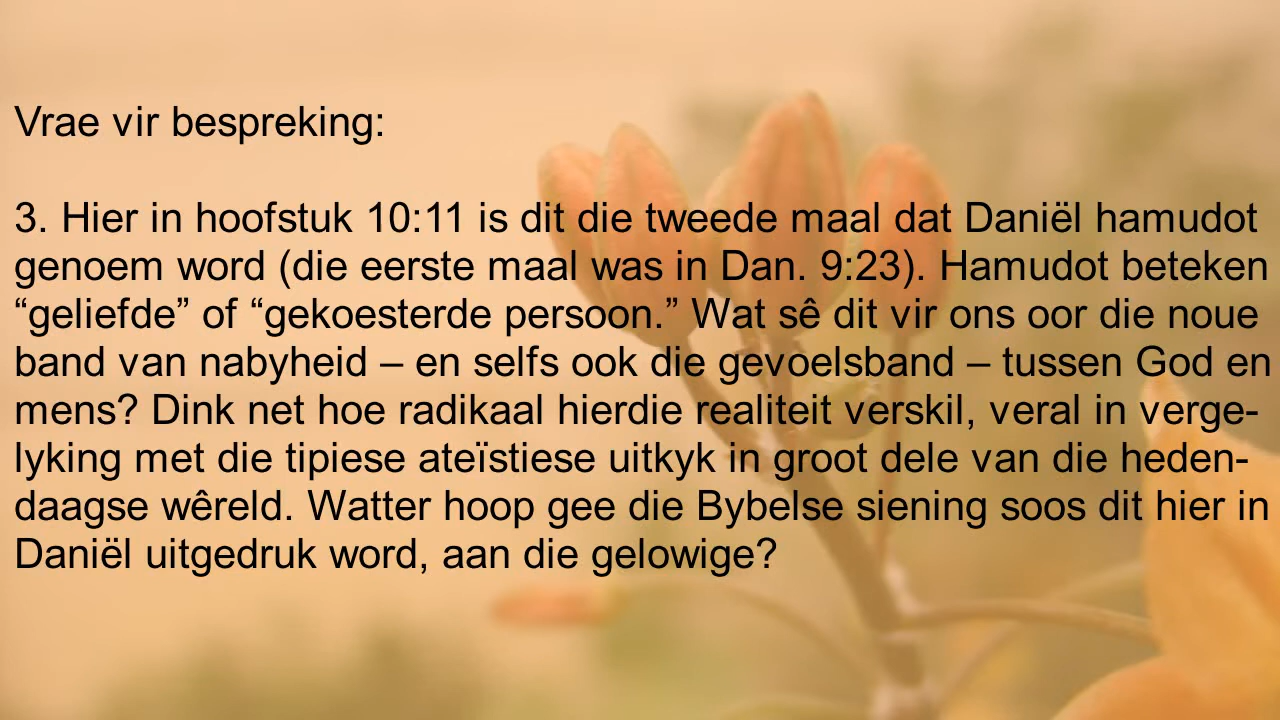 Vrae vir bespreking:
3. Hier in hoofstuk 10:11 is dit die tweede maal dat Daniël hamudot
genoem word (die eerste maal was in Dan. 9:23). Hamudot beteken
“geliefde” of “gekoesterde persoon.” Wat sê dit vir ons oor die noue
band van nabyheid – en selfs ook die gevoelsband – tussen God en
mens? Dink net hoe radikaal hierdie realiteit verskil, veral in verge-
lyking met die tipiese ateïstiese uitkyk in groot dele van die heden-
daagse wêreld. Watter hoop gee die Bybelse siening soos dit hier in
Daniël uitgedruk word, aan die gelowige?